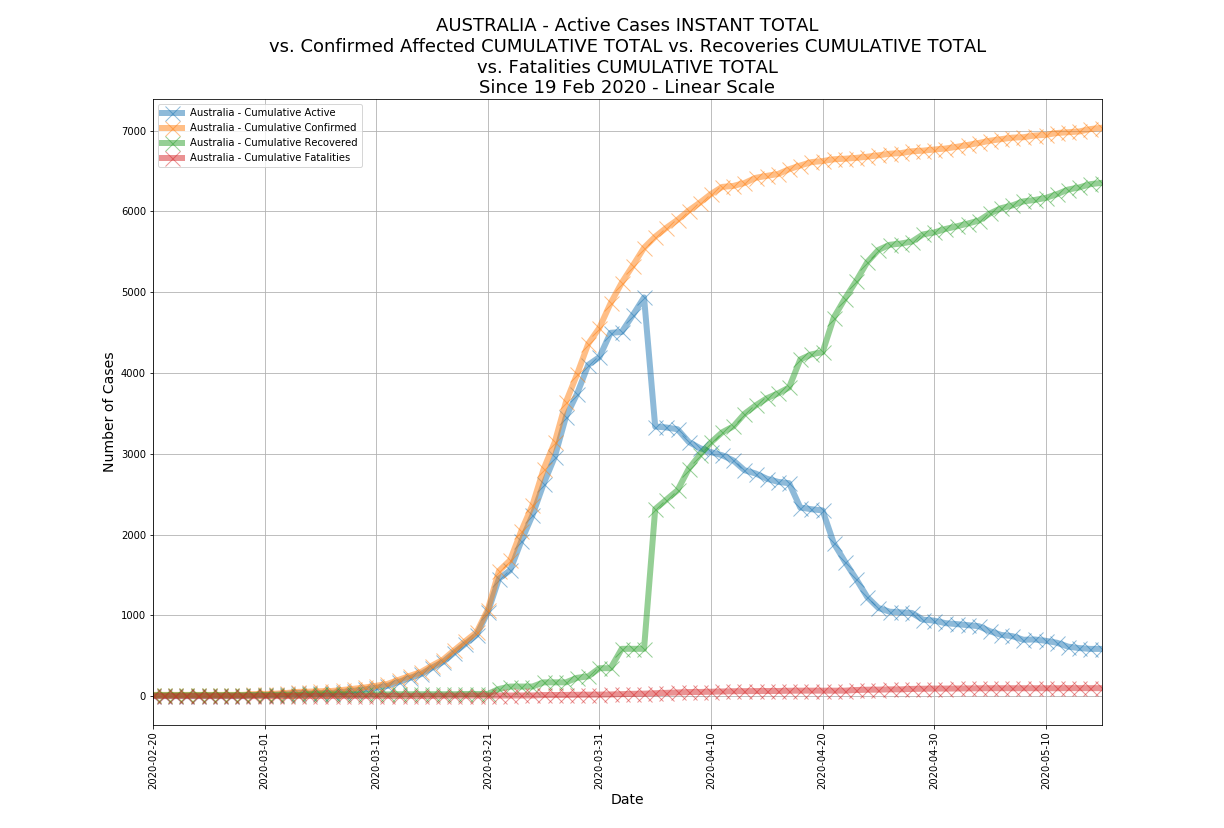 AUSTRALIA - Active Cases INSTANT TOTAL
vs. Confirmed Affected CUMULATIVE TOTAL vs. Recoveries CUMULATIVE TOTAL
vs. Fatalities CUMULATIVE TOTAL
Since 19 Feb 2020 - Linear Scale
Australia - Cumulative Active
Australia - Cumulative Confirmed
Australia - Cumulative Recovered
Australia - Cumulative Fatalities
Number of Cases
7000
6000
5000
4000
3000
2000
1000
0
2020-02-20
2020-03-01
2020-03-11
2020-03-21
2020-03-31
2020-04-10
2020-04-20
2020-04-30
2020-05-10
Date